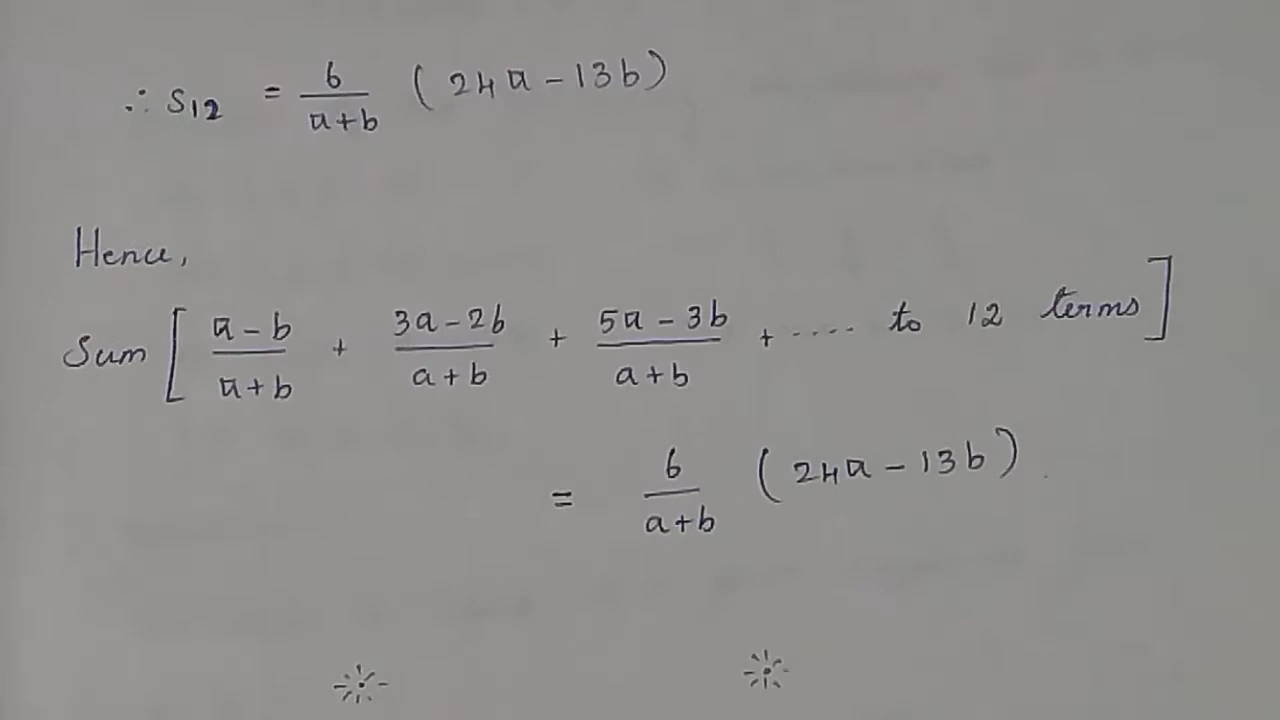 ∴ S12 = 6/(a+b) (24a − 13b)
Hence,
Sum [ (a−b)/(a+b) + (3a−2b)/(a+b) + (5a−3b)/(a+b) + ..... to 12 terms ]
= 6/(a+b) (24a − 13b)